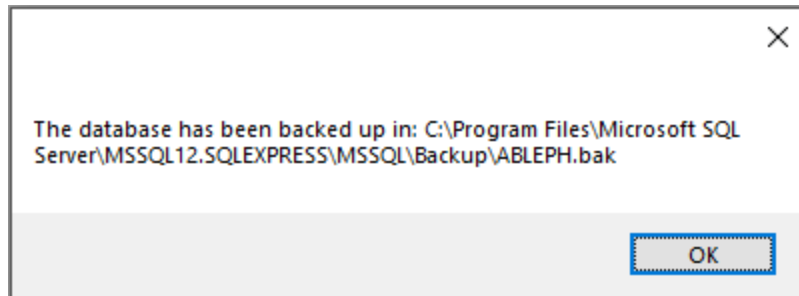 The database has been backed up in: C:\Program Files\Microsoft SQL
Server\MSSQL12.SQLEXPRESS\MSSQL\Backup\ABLEPH.bak
OK